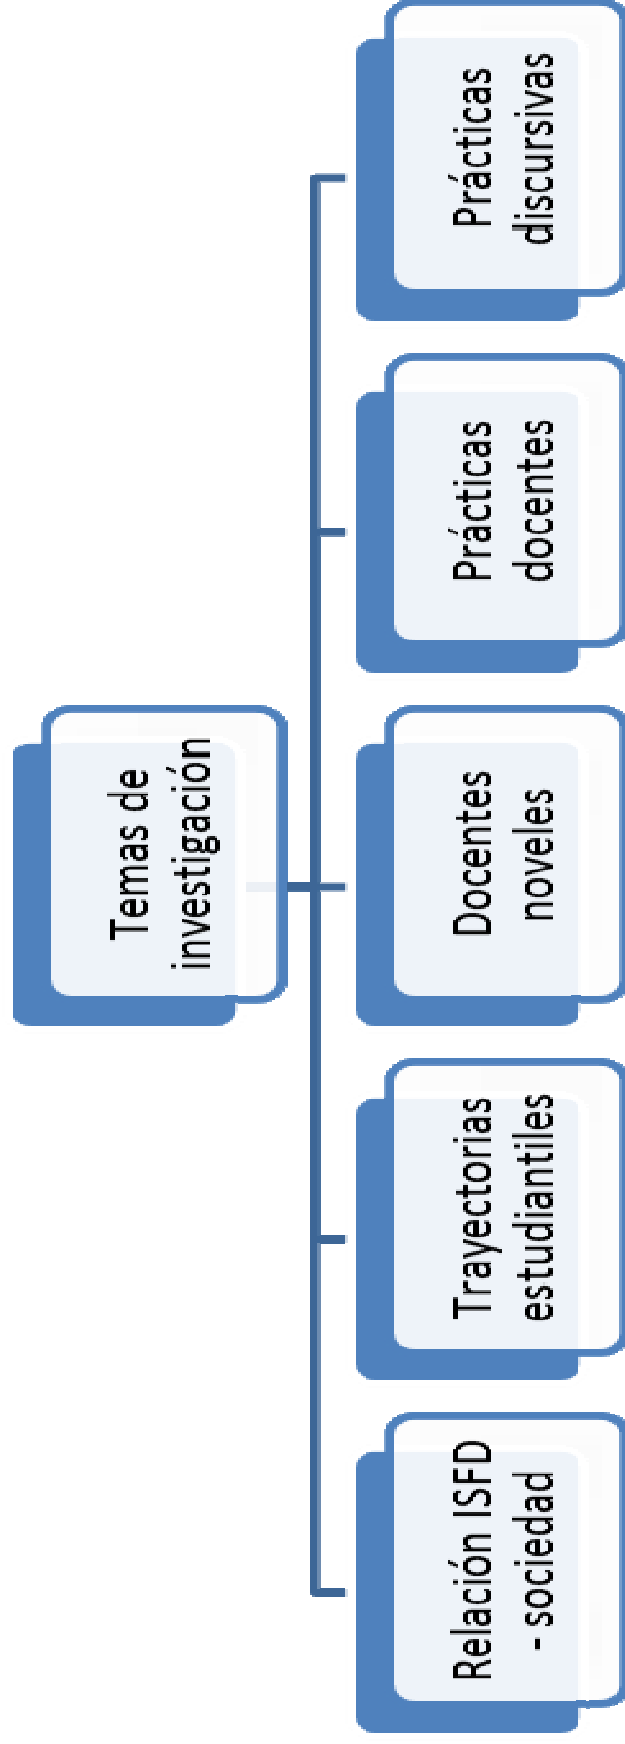 Temas de
investigación
Relación ISFD
- sociedad
Trayectorias
estudiantiles
Docentes
noveles
Prácticas
docentes
Prácticas
discursivas